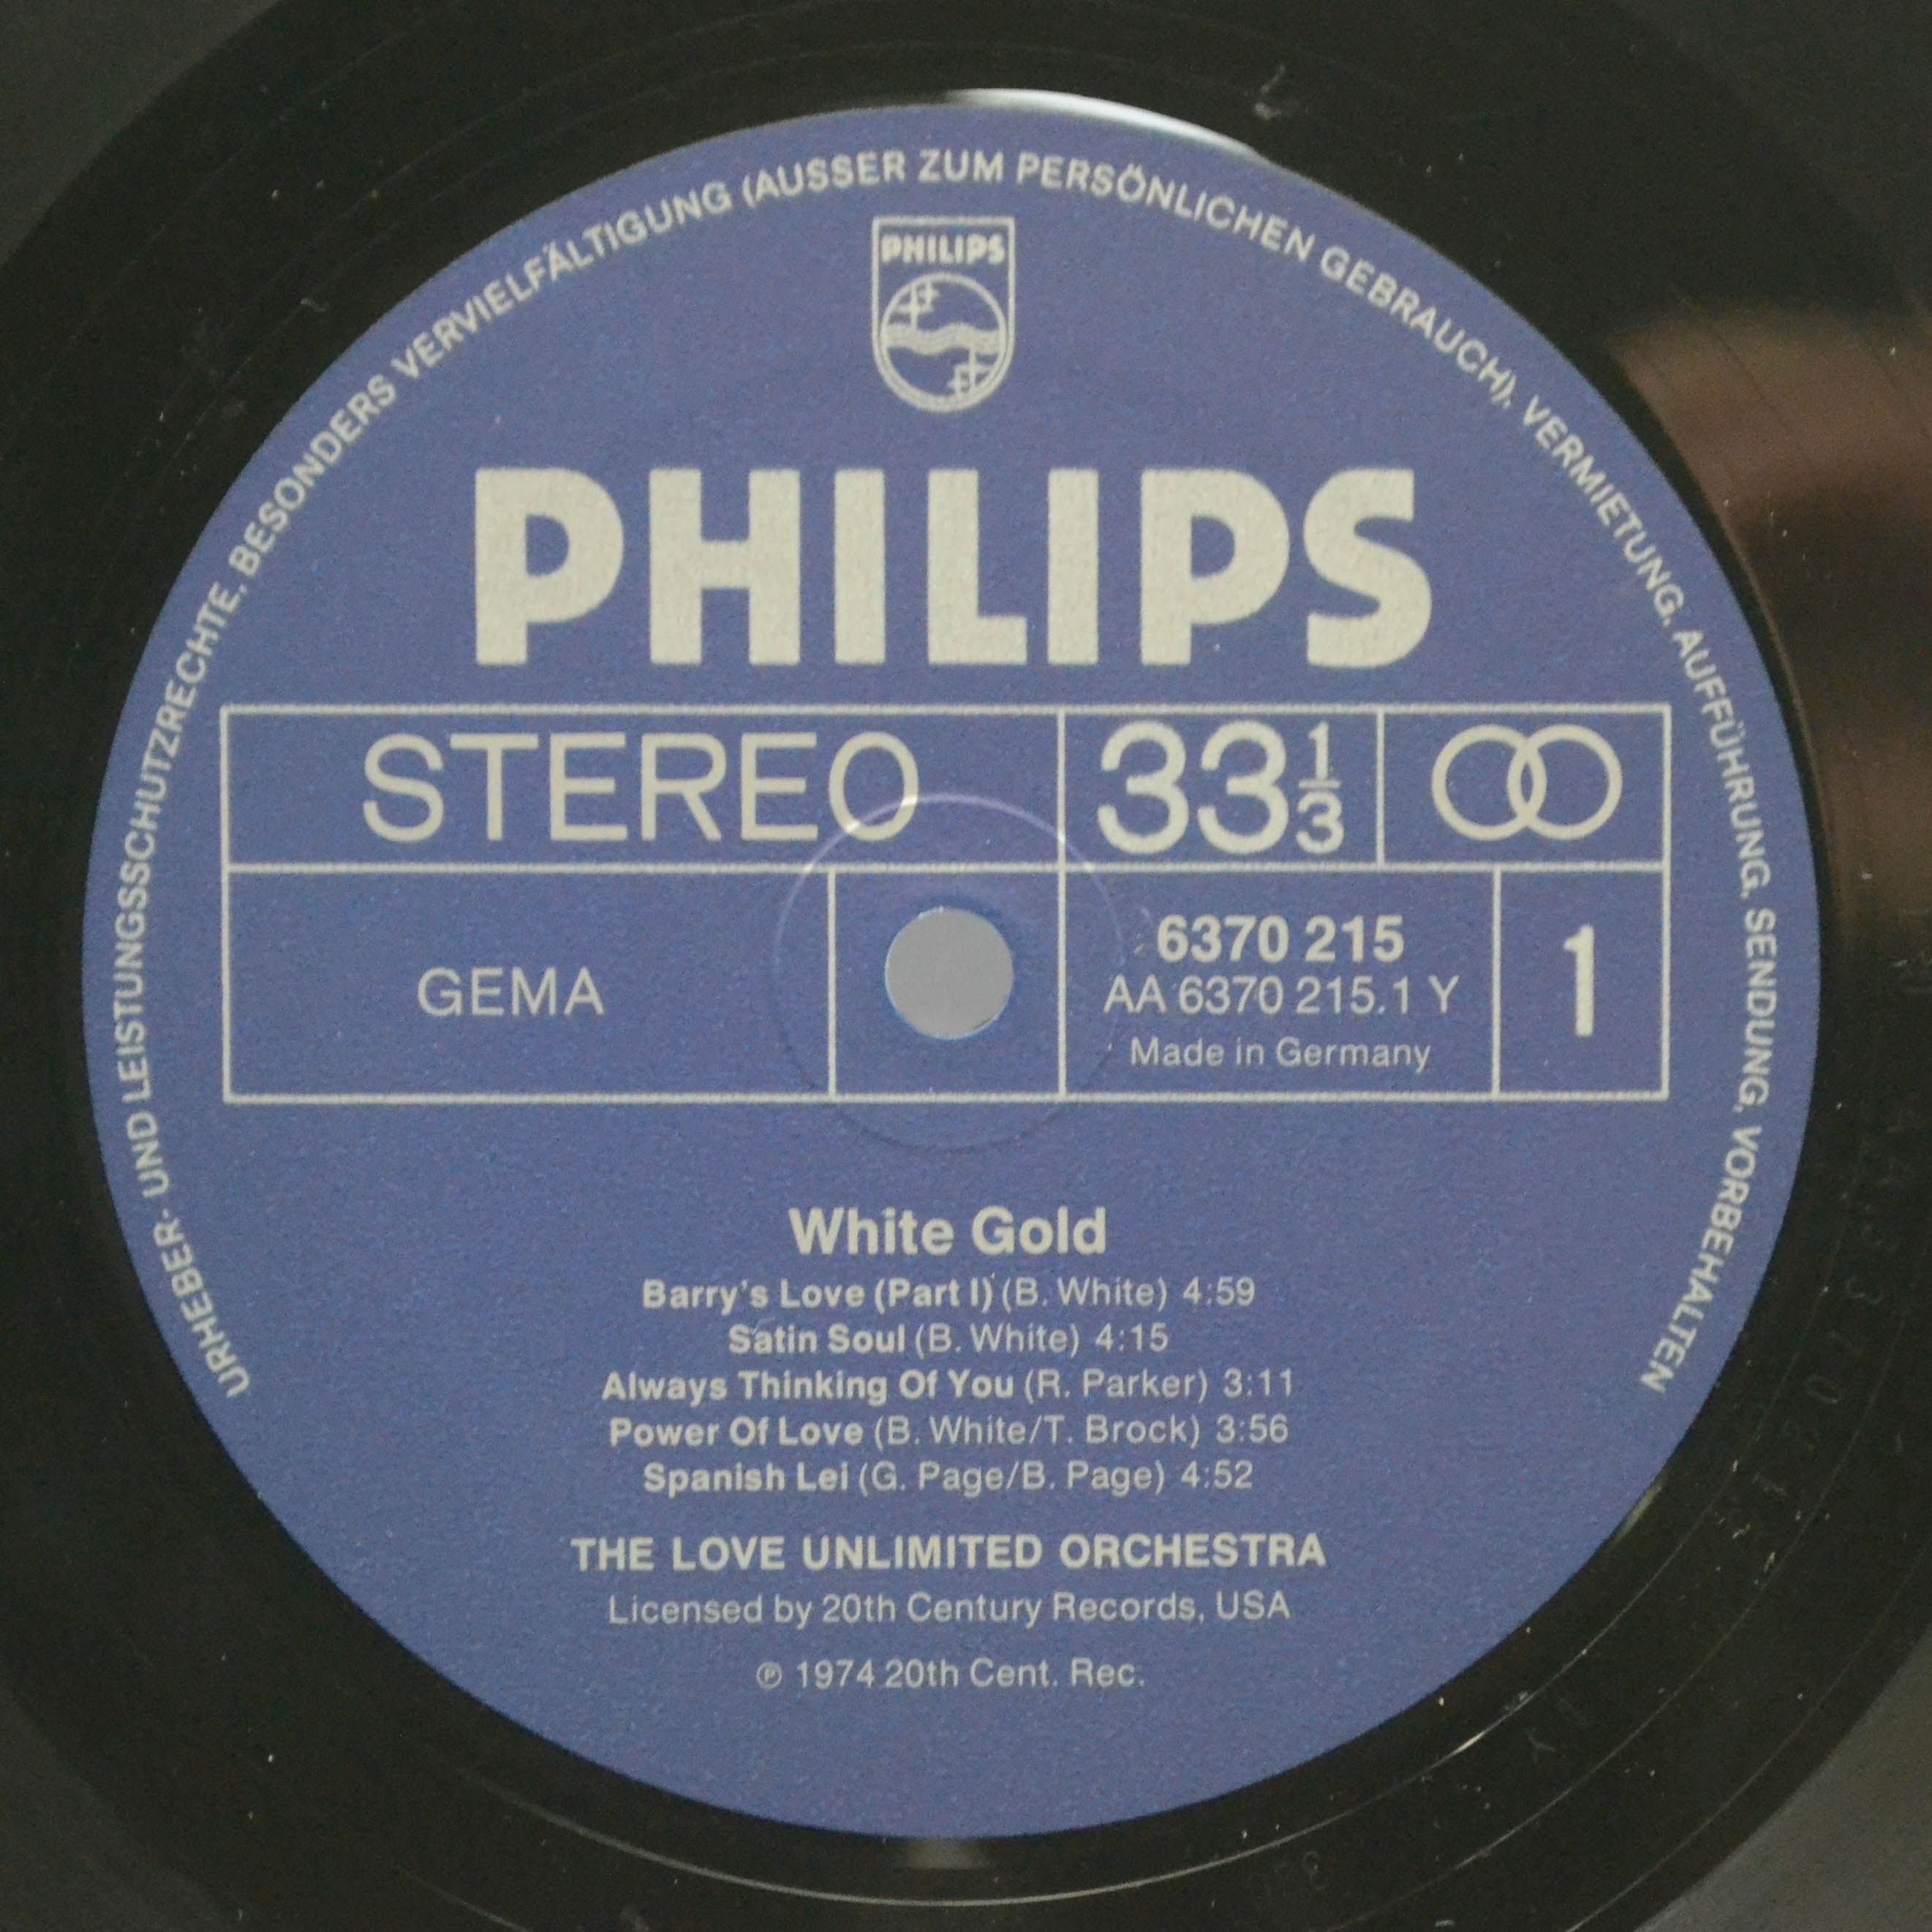 URHEBER- UND LEISTUNGSSCHUTZRECHTE, BESONDERS VERVIELFÄLTIGUNG (AUSSER ZUM PERSÖNLICHEN GEBRAUCH), VERMIETUNG, AUFFÜHRUNG, SENDUNG, VORBEHALTEN
PHILIPS
PHILIPS
STEREO 33 1/3
GEMA
6370 215
AA 6370 215.1 Y
Made in Germany
1
White Gold
Barry's Love (Part I) (B. White) 4:59
Satin Soul (B. White) 4:15
Always Thinking Of You (R. Parker) 3:11
Power Of Love (B. White/T. Brock) 3:56
Spanish Lei (G. Page/B. Page) 4:52
THE LOVE UNLIMITED ORCHESTRA
Licensed by 20th Century Records, USA
℗ 1974 20th Cent. Rec.